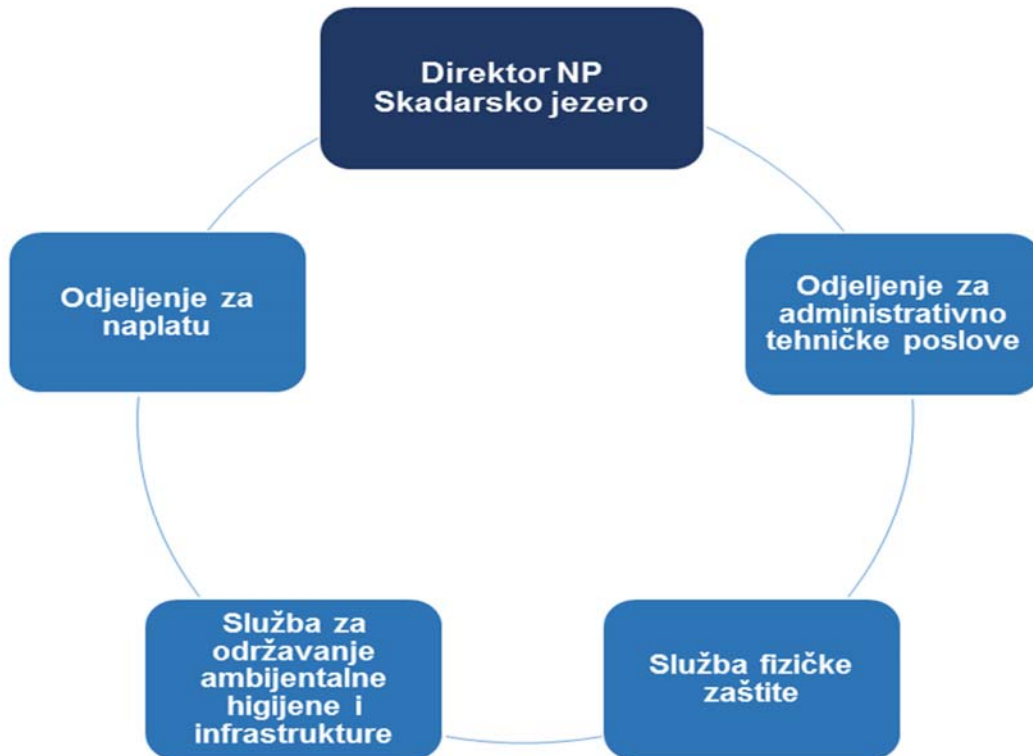 Direktor NP
Skadarsko jezero
Odjeljenje za
naplatu
Odjeljenje za
administrativno
tehničke poslove
Služba za
održavanje
ambijentalne
higijene i
infrastrukture
Služba fizičke
zaštite